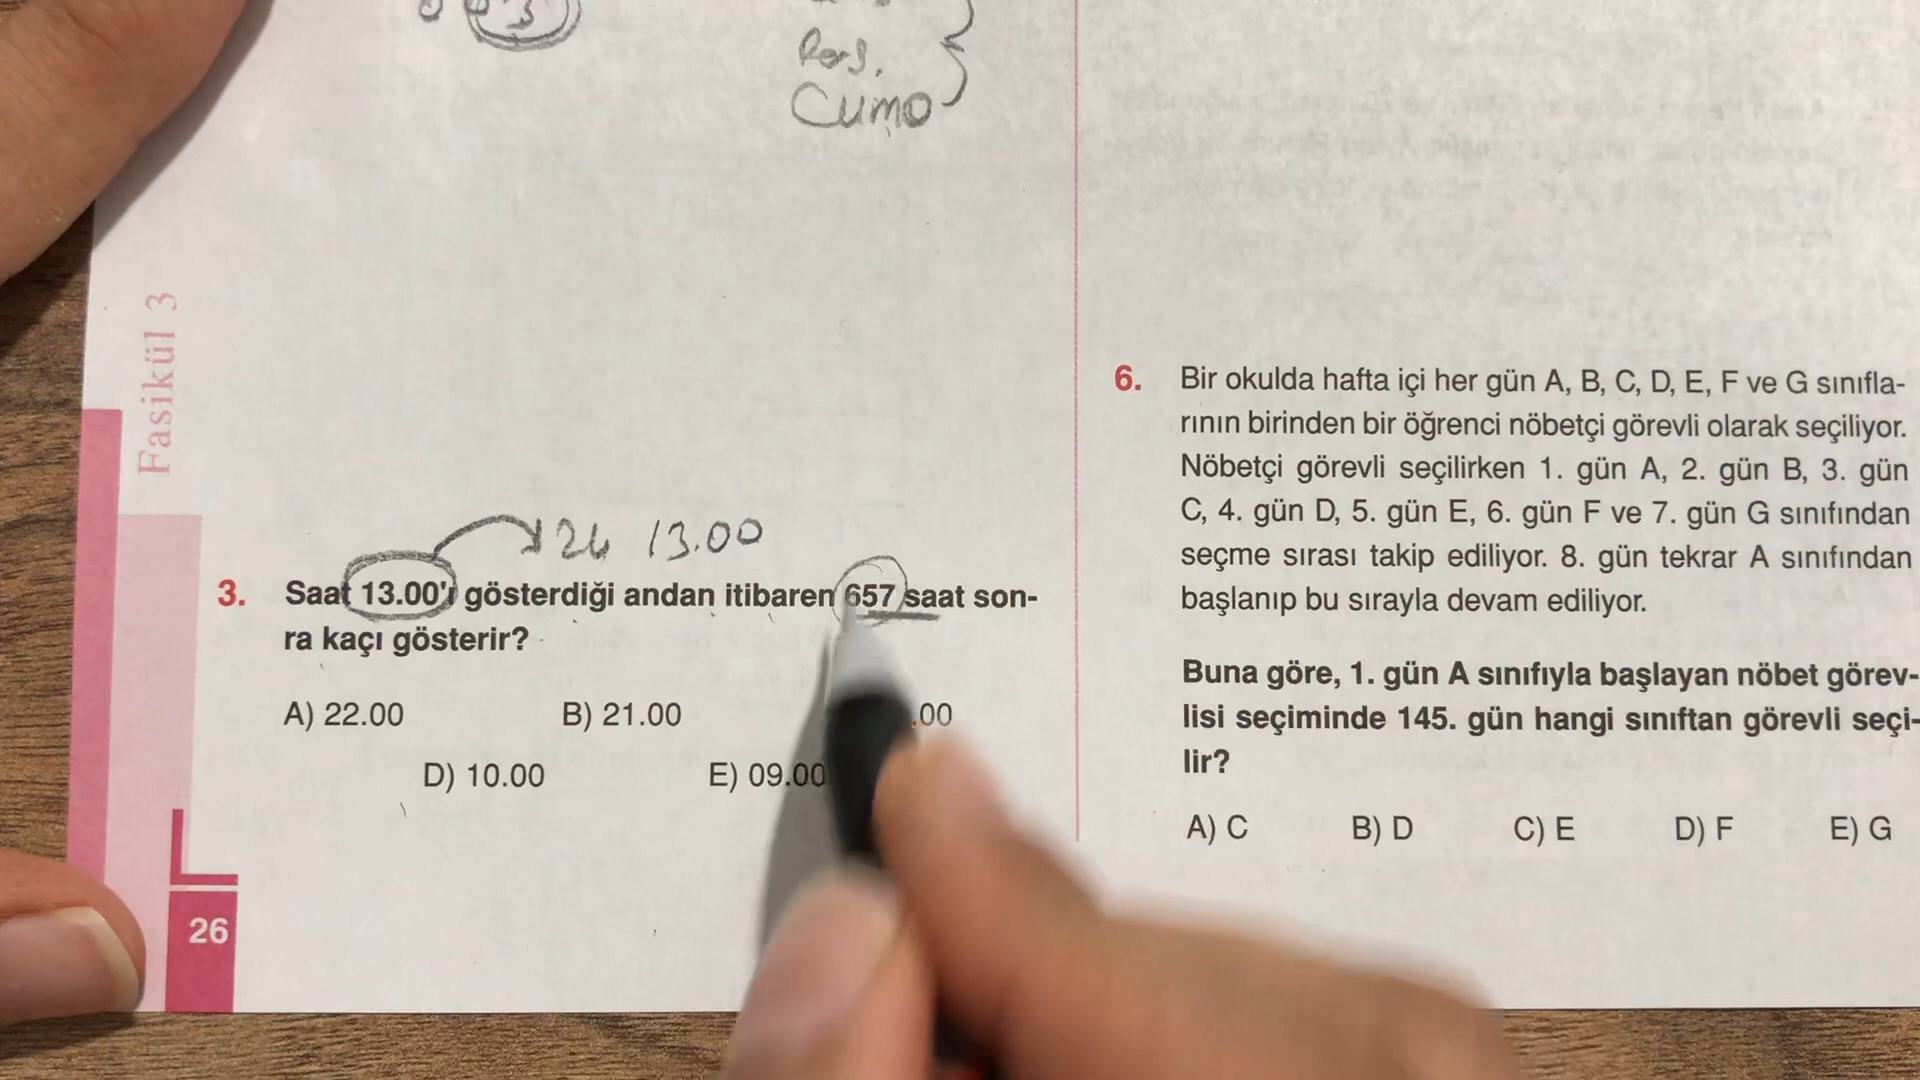 Pers.
Cuma
Fasikül 3
24 13.00
3. Saat 13.00'ı gösterdiği andan itibaren 657 saat son-
ra kaçı gösterir?
A) 22.00 B) 21.00 .00
D) 10.00 E) 09.00
26
6. Bir okulda hafta içi her gün A, B, C, D, E, F ve G sınıfla-
rının birinden bir öğrenci nöbetçi görevli olarak seçiliyor.
Nöbetçi görevli seçilirken 1. gün A, 2. gün B, 3. gün
C, 4. gün D, 5. gün E, 6. gün F ve 7. gün G sınıfından
seçme sırası takip ediliyor. 8. gün tekrar A sınıfından
başlanıp bu sırayla devam ediliyor.
Buna göre, 1. gün A sınıfıyla başlayan nöbet görev-
lisi seçiminde 145. gün hangi sınıftan görevli seçi-
lir?
A) C B) D C) E D) F E) G